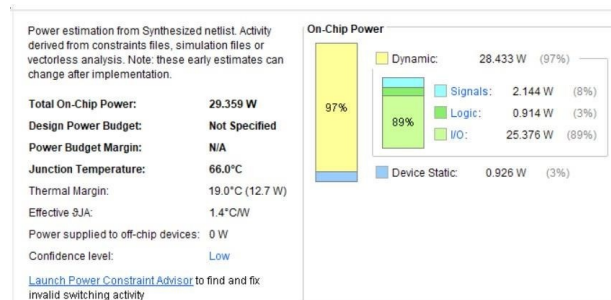 Power estimation from Synthesized netlist. Activity
derived from constraints files, simulation files or
vectorless analysis. Note: these early estimates can
change after implementation.
Total On-Chip Power: 29.359 W
Design Power Budget: Not Specified
Power Budget Margin: N/A
Junction Temperature: 66.0°C
Thermal Margin: 19.0°C (12.7 W)
Effective ϑJA: 1.4°C/W
Power supplied to off-chip devices: 0 W
Confidence level: Low
Launch Power Constraint Advisor to find and fix
invalid switching activity
On-Chip Power
97%
Dynamic: 28.433 W (97%)
89%
Signals: 2.144 W (8%)
Logic: 0.914 W (3%)
I/O: 25.376 W (89%)
Device Static: 0.926 W (3%)